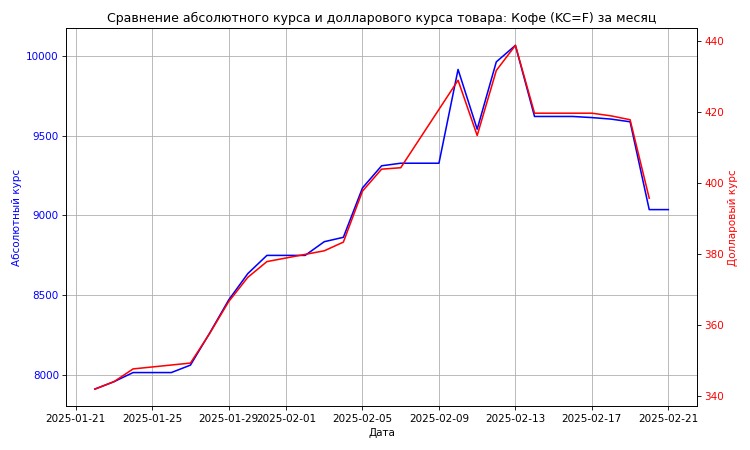 Сравнение абсолютного курса и долларового курса товара: Кофе (KC=F) за месяц
Абсолютный курс
10000
9500
9000
8500
8000
440
420
400
380
360
340
Долларовый курс
2025-01-21 2025-01-25 2025-01-29 2025-02-01 2025-02-05 2025-02-09 2025-02-13 2025-02-17 2025-02-21
Дата